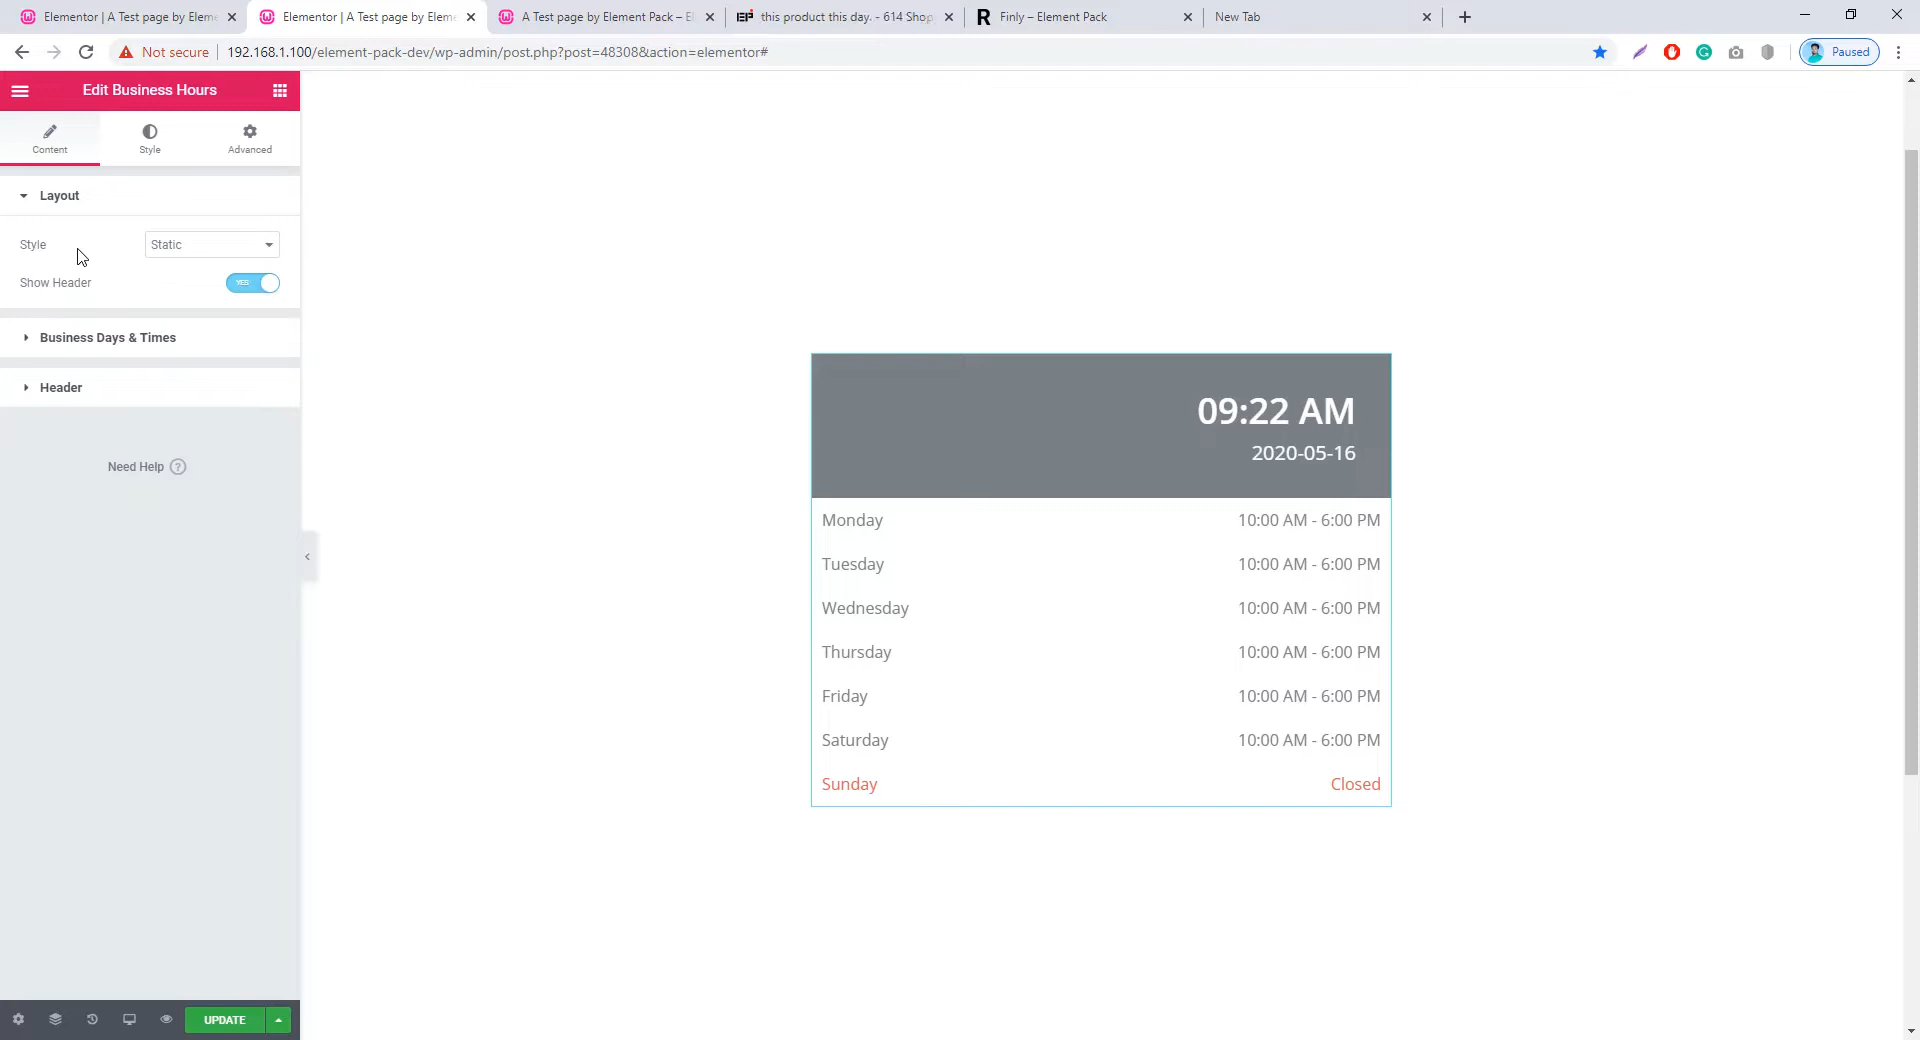 Elementor | A Test page by Eleme
Elementor | A Test page by Eleme
A Test page by Element Pack – El
this product this day. - 614 Shop
Finly – Element Pack
New Tab
Not secure
192.168.1.100/element-pack-dev/wp-admin/post.php?post=48308&action=elementor#
Paused
Edit Business Hours
Content
Style
Advanced
Layout
Style
Static
Show Header
YES
Business Days & Times
Header
Need Help ?
UPDATE
09:22 AM
2020-05-16
Monday 10:00 AM - 6:00 PM
Tuesday 10:00 AM - 6:00 PM
Wednesday 10:00 AM - 6:00 PM
Thursday 10:00 AM - 6:00 PM
Friday 10:00 AM - 6:00 PM
Saturday 10:00 AM - 6:00 PM
Sunday Closed